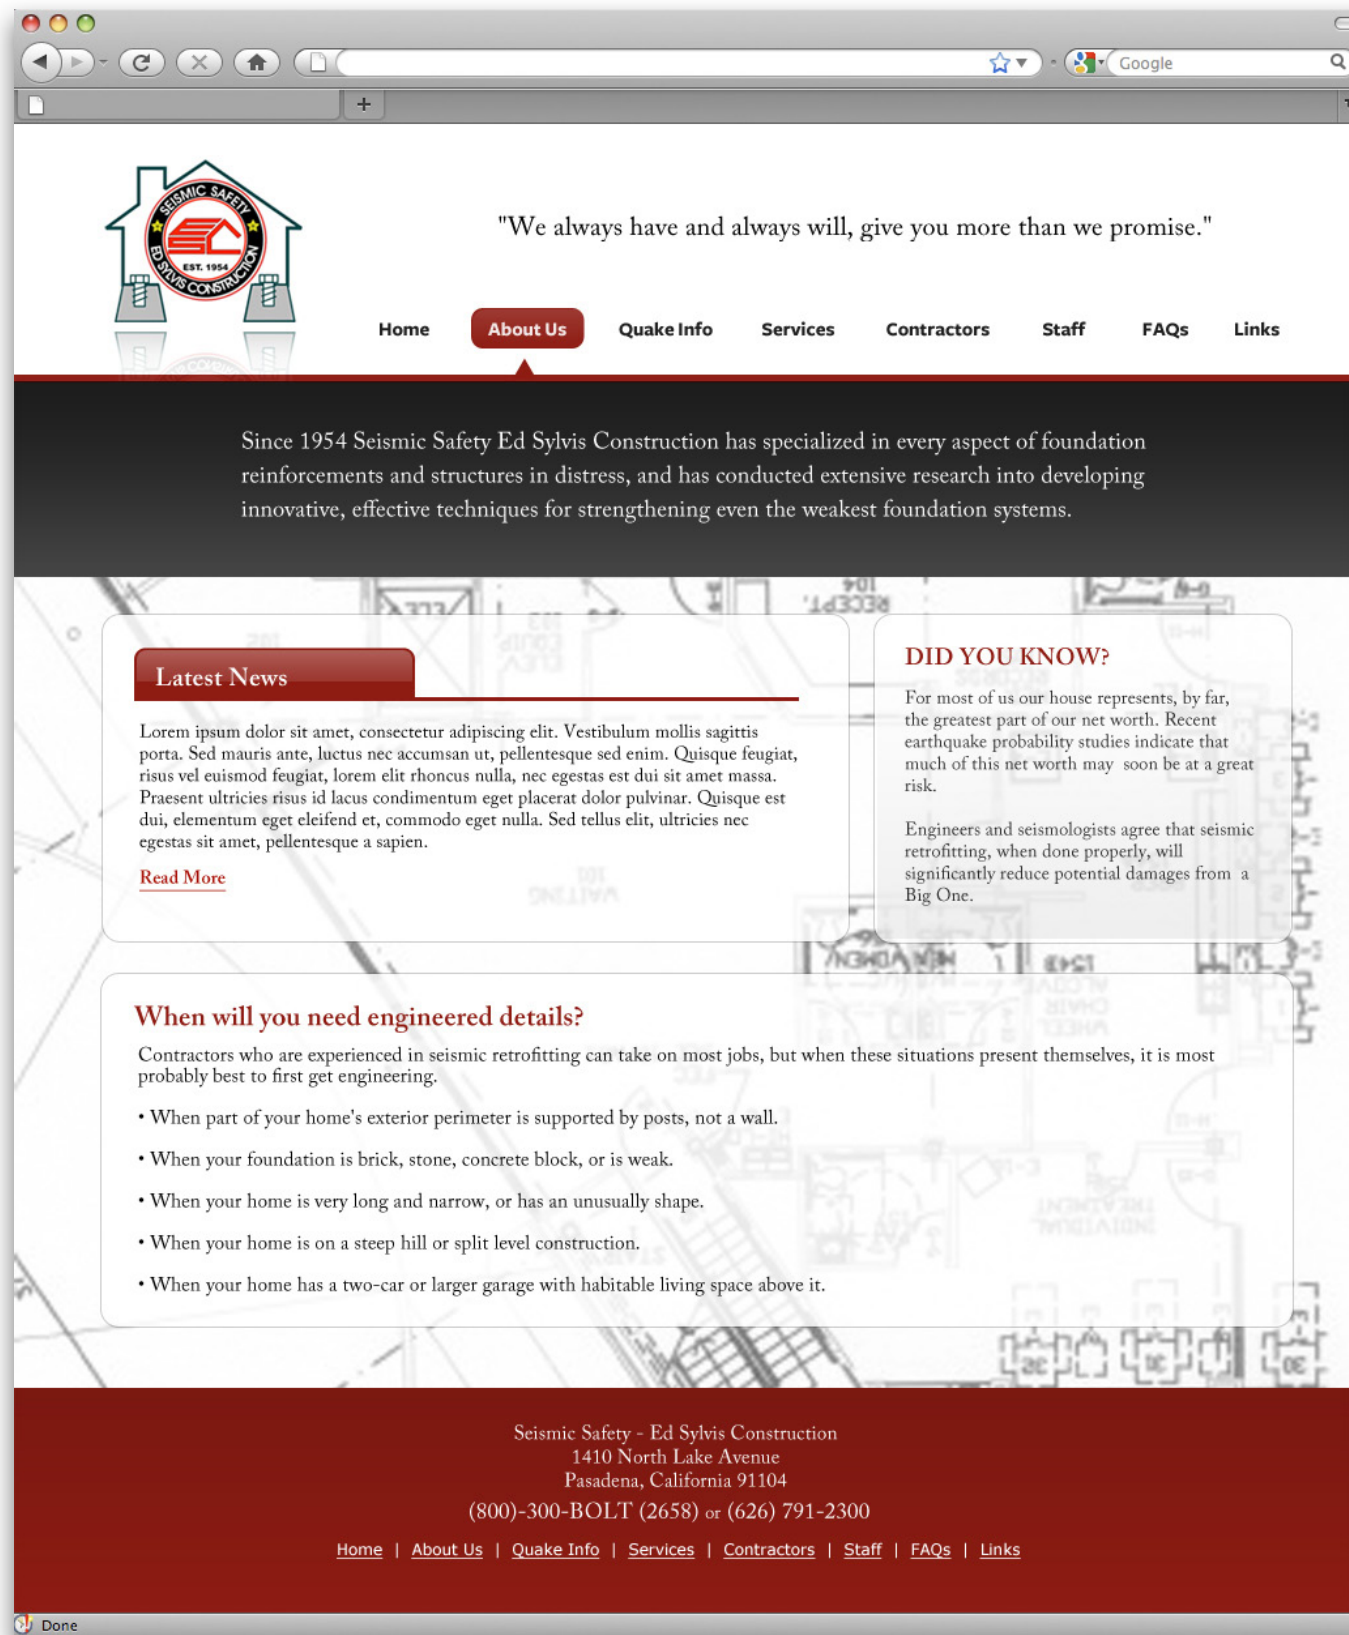 Google
SEISMIC SAFETY
EST. 1954
ED SYLVIS CONSTRUCTION
"We always have and always will, give you more than we promise."
Home About Us Quake Info Services Contractors Staff FAQs Links
Since 1954 Seismic Safety Ed Sylvis Construction has specialized in every aspect of foundation
reinforcements and structures in distress, and has conducted extensive research into developing
innovative, effective techniques for strengthening even the weakest foundation systems.
Latest News
Lorem ipsum dolor sit amet, consectetur adipiscing elit. Vestibulum mollis sagittis
porta. Sed mauris ante, luctus nec accumsan ut, pellentesque sed enim. Quisque feugiat,
risus vel euismod feugiat, lorem elit rhoncus nulla, nec egestas est dui sit amet massa.
Praesent ultricies risus id lacus condimentum eget placerat dolor pulvinar. Quisque est
dui, elementum eget eleifend et, commodo eget nulla. Sed tellus elit, ultricies nec
egestas sit amet, pellentesque a sapien.
Read More
DID YOU KNOW?
For most of us our house represents, by far,
the greatest part of our net worth. Recent
earthquake probability studies indicate that
much of this net worth may soon be at a great
risk.
Engineers and seismologists agree that seismic
retrofitting, when done properly, will
significantly reduce potential damages from a
Big One.
When will you need engineered details?
Contractors who are experienced in seismic retrofitting can take on most jobs, but when these situations present themselves, it is most
probably best to first get engineering.
• When part of your home's exterior perimeter is supported by posts, not a wall.
• When your foundation is brick, stone, concrete block, or is weak.
• When your home is very long and narrow, or has an unusually shape.
• When your home is on a steep hill or split level construction.
• When your home has a two-car or larger garage with habitable living space above it.
Seismic Safety - Ed Sylvis Construction
1410 North Lake Avenue
Pasadena, California 91104
(800)-300-BOLT (2658) or (626) 791-2300
Home | About Us | Quake Info | Services | Contractors | Staff | FAQs | Links
Done